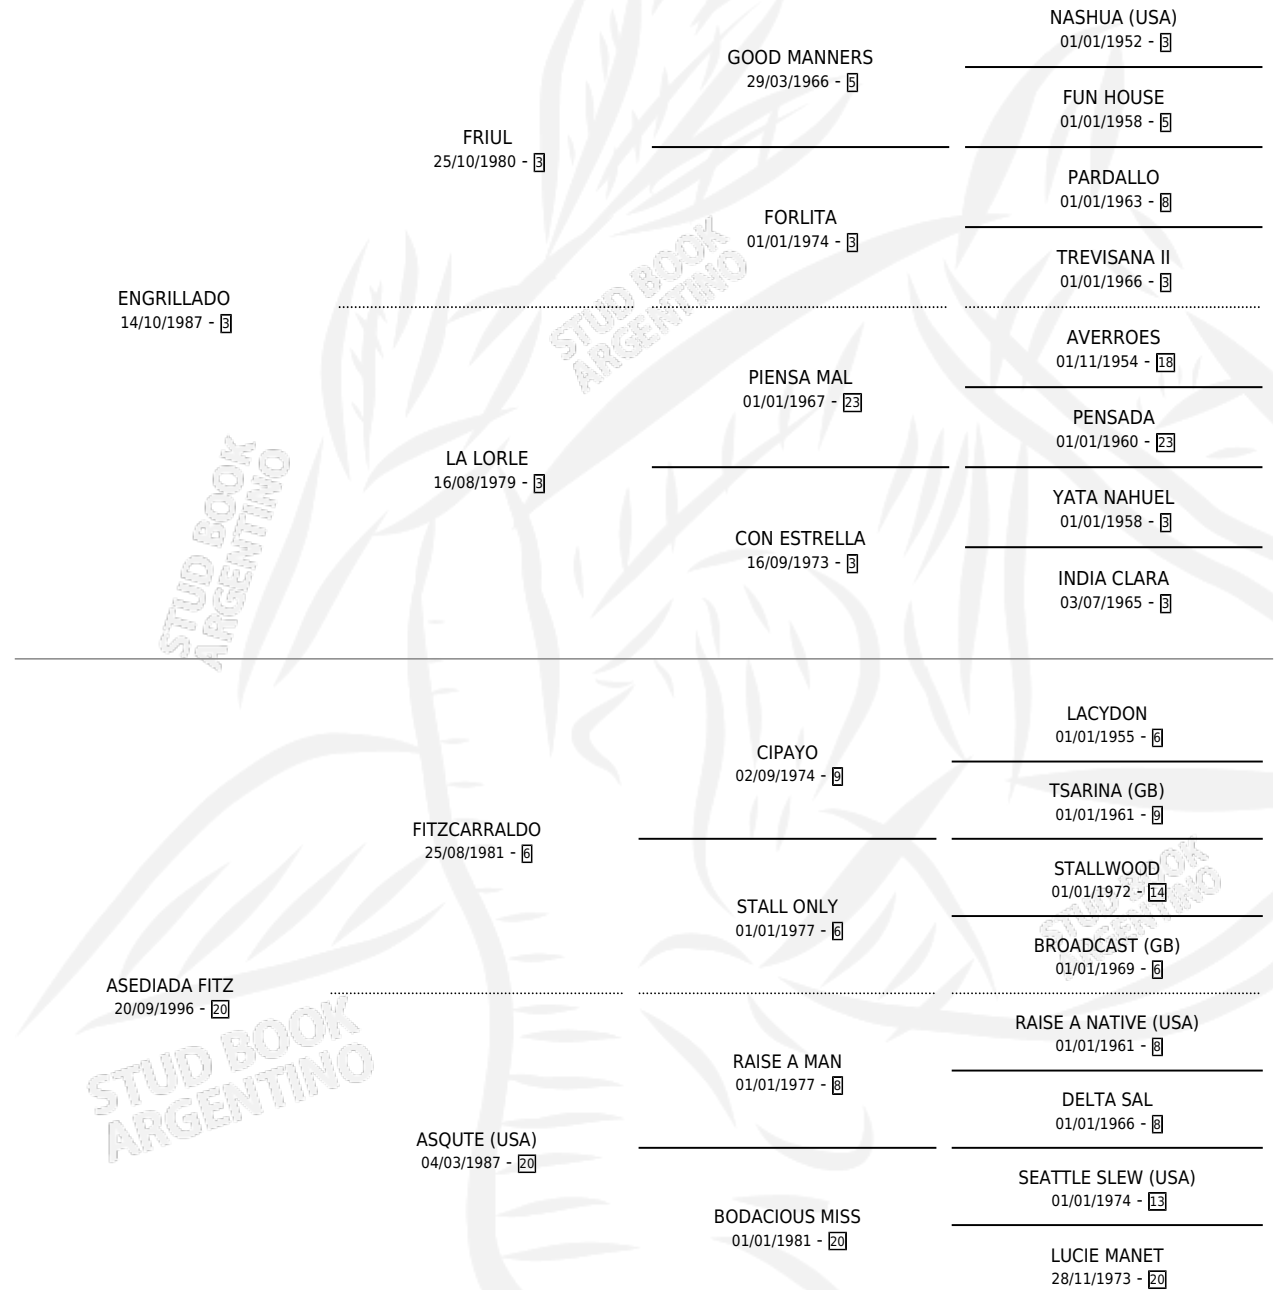 NASHUA (USA)
01/01/1952 - 3
GOOD MANNERS
29/03/1966 - 5
FUN HOUSE
01/01/1958 - 5
FRIUL
25/10/1980 - 3
PARDALLO
01/01/1963 - 8
FORLITA
01/01/1974 - 3
TREVISANA II
01/01/1966 - 3
STUD BOOK
ARGENTINO
ENGRILLADO
14/10/1987 - 3
AVERROES
01/11/1954 - 18
PIENSA MAL
01/01/1967 - 23
PENSADA
01/01/1960 - 23
LA LORLE
16/08/1979 - 3
YATA NAHUEL
01/01/1958 - 3
CON ESTRELLA
16/09/1973 - 3
INDIA CLARA
03/07/1965 - 3
STUD BOOK
ARGENTINO
LACYDON
01/01/1955 - 6
CIPAYO
02/09/1974 - 9
TSARINA (GB)
01/01/1961 - 9
FITZCARRALDO
25/08/1981 - 6
STALLWOOD
01/01/1972 - 14
STALL ONLY
01/01/1977 - 6
BROADCAST (GB)
01/01/1969 - 6
STUD BOOK
ARGENTINO
ASEDIADA FITZ
20/09/1996 - 20
RAISE A NATIVE (USA)
01/01/1961 - 8
RAISE A MAN
01/01/1977 - 8
DELTA SAL
01/01/1966 - 8
STUD BOOK
ARGENTINO
ASQUTE (USA)
04/03/1987 - 20
SEATTLE SLEW (USA)
01/01/1974 - 13
BODACIOUS MISS
01/01/1981 - 20
LUCIE MANET
28/11/1973 - 20